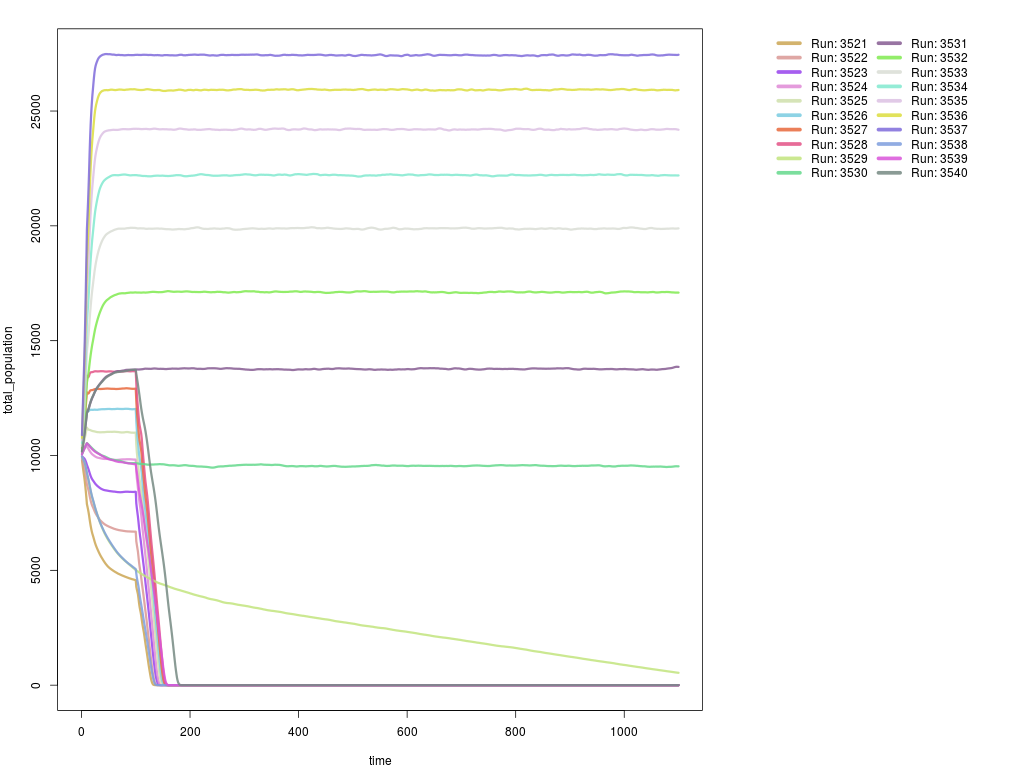 total_population
25000
20000
15000
10000
5000
0
0 200 400 600 800 1000
time
Run: 3521 Run: 3531
Run: 3522 Run: 3532
Run: 3523 Run: 3533
Run: 3524 Run: 3534
Run: 3525 Run: 3535
Run: 3526 Run: 3536
Run: 3527 Run: 3537
Run: 3528 Run: 3538
Run: 3529 Run: 3539
Run: 3530 Run: 3540